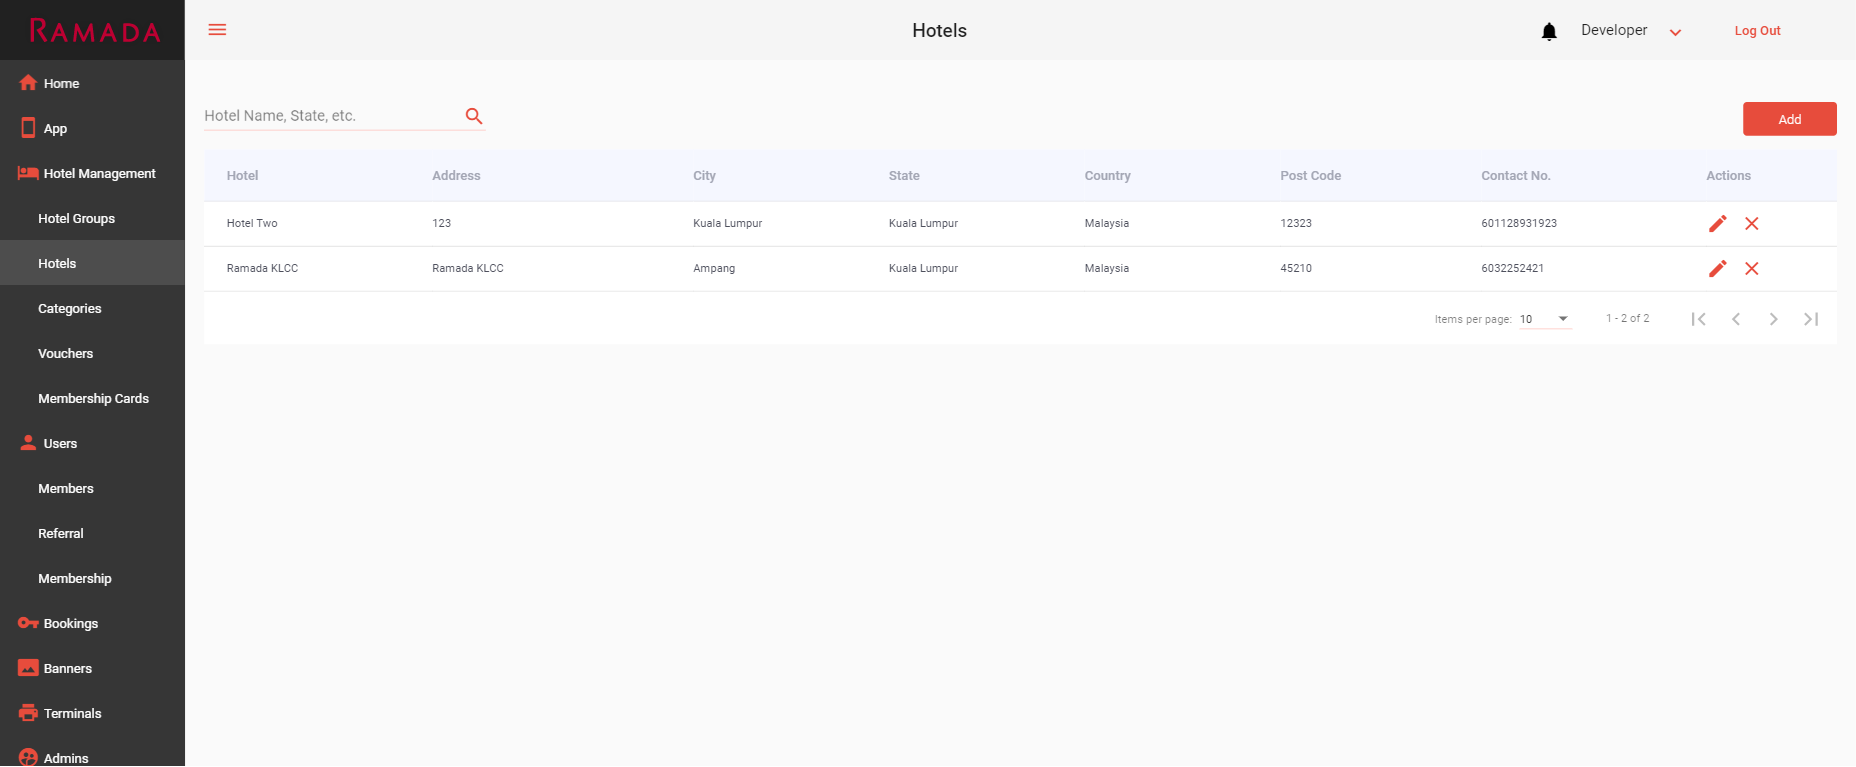 RAMADA
Hotels
Developer
Log Out
Home
App
Hotel Management
Hotel Groups
Hotels
Categories
Vouchers
Membership Cards
Users
Members
Referral
Membership
Bookings
Banners
Terminals
Admins
Hotel Name, State, etc.
Add
Hotel Address City State Country Post Code Contact No. Actions
Hotel Two 123 Kuala Lumpur Kuala Lumpur Malaysia 12323 601128931923
Ramada KLCC Ramada KLCC Ampang Kuala Lumpur Malaysia 45210 6032252421
Items per page: 10 1 - 2 of 2